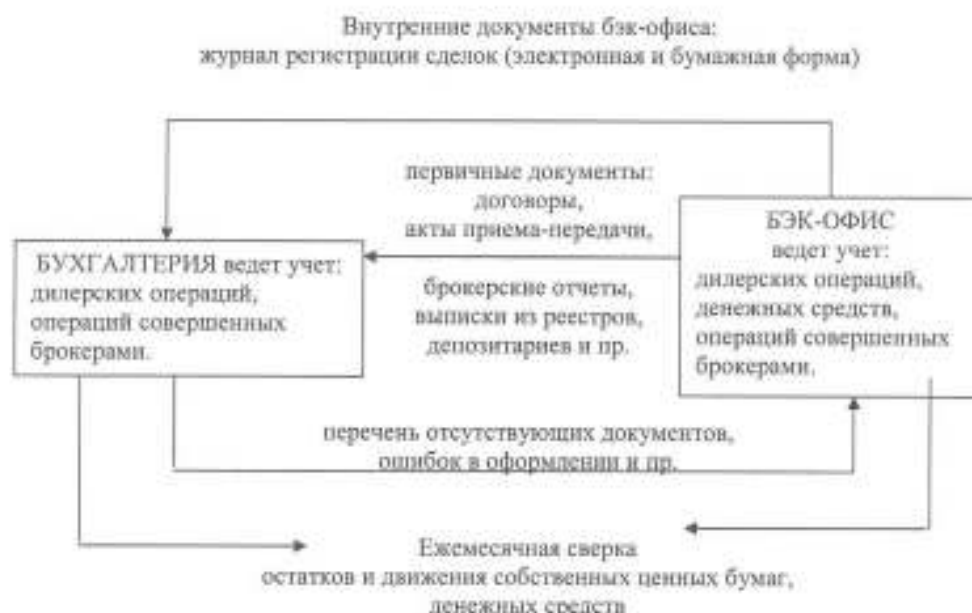 Внутренние документы бэк-офиса:
журнал регистрации сделок (электронная и бумажная форма)
первичные документы:
договоры,
акты приема-передачи,
брокерские отчеты,
выписки из реестров,
депозитариев и пр.
БУХГАЛТЕРИЯ ведет учет:
дилерских операций,
операций совершенных
брокерами.
БЭК-ОФИС
ведет учет:
дилерских операций,
денежных средств,
операций совершенных
брокерами.
перечень отсутствующих документов,
ошибок в оформлении и пр.
Ежемесячная сверка
остатков и движения собственных ценных бумаг,
денежных средств